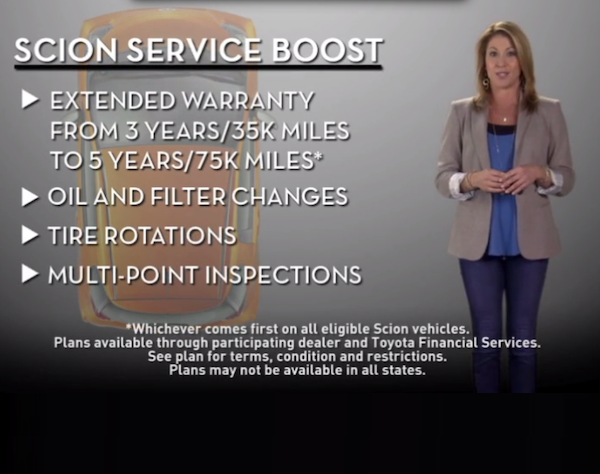 SCION SERVICE BOOST
▶ EXTENDED WARRANTY
FROM 3 YEARS/35K MILES
TO 5 YEARS/75K MILES*
▶ OIL AND FILTER CHANGES
▶ TIRE ROTATIONS
▶ MULTI-POINT INSPECTIONS
*Whichever comes first on all eligible Scion vehicles.
Plans available through participating dealer and Toyota Financial Services.
See plan for terms, condition and restrictions.
Plans may not be available in all states.